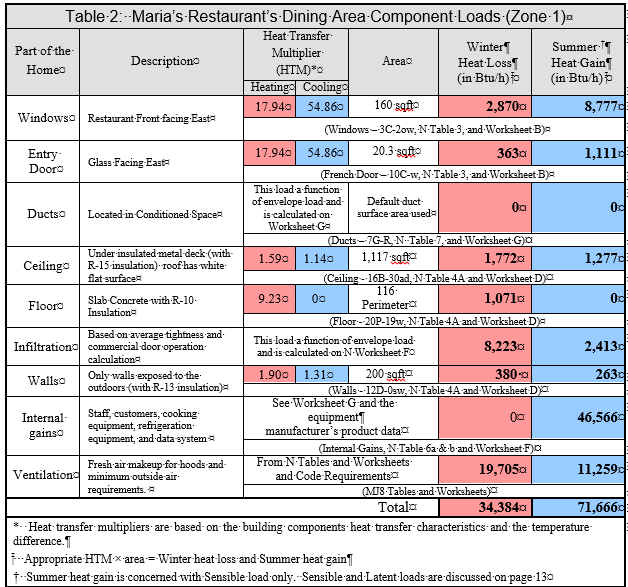 Table 2: Maria's Restaurant's Dining Area Component Loads (Zone 1)¤
Part of the Home¤
Description¤
Heat Transfer Multiplier (HTM)*¤
Heating¤ Cooling¤
Area¤
Winter¶
Heat Loss¶
(in Btu/h)‡¤
Summer †¶
Heat Gain¶
(in Btu/h)‡¤
Windows¤
Restaurant Front facing East¤
17.94¤ 54.86¤ 160 sqft¤ 2,870¤ 8,777¤
(Windows – 3C-2ow, N Table 3, and Worksheet B)¤
Entry Door¤
Glass Facing East¤
17.94¤ 54.86¤ 20.3 sqft¤ 363¤ 1,111¤
(French Door – 10C-w, N Table 3, and Worksheet B)¤
Ducts¤
Located in Conditioned Space¤
This load a function
of envelope load and
is calculated on
Worksheet G¤
Default duct
surface area used¤
0¤ 0¤
(Ducts – 7G-R, N Table 7, and Worksheet G)¤
Ceiling¤
Under insulated metal deck (with
R-15 insulation) roof has white
flat surface¤
1.59¤ 1.14¤ 1,117 sqft¤ 1,772¤ 1,277¤
(Ceiling - 16B-30ad, N Table 4A and Worksheet D)¤
Floor¤
Slab Concrete with R-10
Insulation¤
9.23¤ 0¤
116
Perimeter¤
1,071¤ 0¤
(Floor - 20P-19w, N Table 4A and Worksheet D)¤
Infiltration¤
Based on average tightness and
commercial door operation
calculation¤
This load a function of envelope load
and is calculated on N Worksheet F¤
8,223¤ 2,413¤
Walls¤
Only walls exposed to the
outdoors (with R-13 insulation)¤
1.90¤ 1.31¤ 200 sqft¤ 380 ¤ 263¤
(Walls - 12D-0sw, N Table 4A and Worksheet D)¤
Internal gains¤
Staff, customers, cooking
equipment, refrigeration
equipment, and data system ¤
See Worksheet G and the
equipment¶
manufacturer's product data¤
0¤ 46,566¤
(Internal Gains, N Table 6a & b and Worksheet F)¤
Ventilation¤
Fresh air makeup for hoods and
minimum outside air
requirements. ¤
From N Tables and Worksheets
and Code Requirements¤
19,705¤ 11,259¤
(MJ8 Tables and Worksheets)¤
Total¤ 34,384¤ 71,666¤
* Heat transfer multipliers are based on the building components heat transfer characteristics and the temperature
difference.¶
‡ Appropriate HTM × area = Winter heat loss and Summer heat gain¶
† Summer heat gain is concerned with Sensible load only. Sensible and Latent loads are discussed on page 13¤